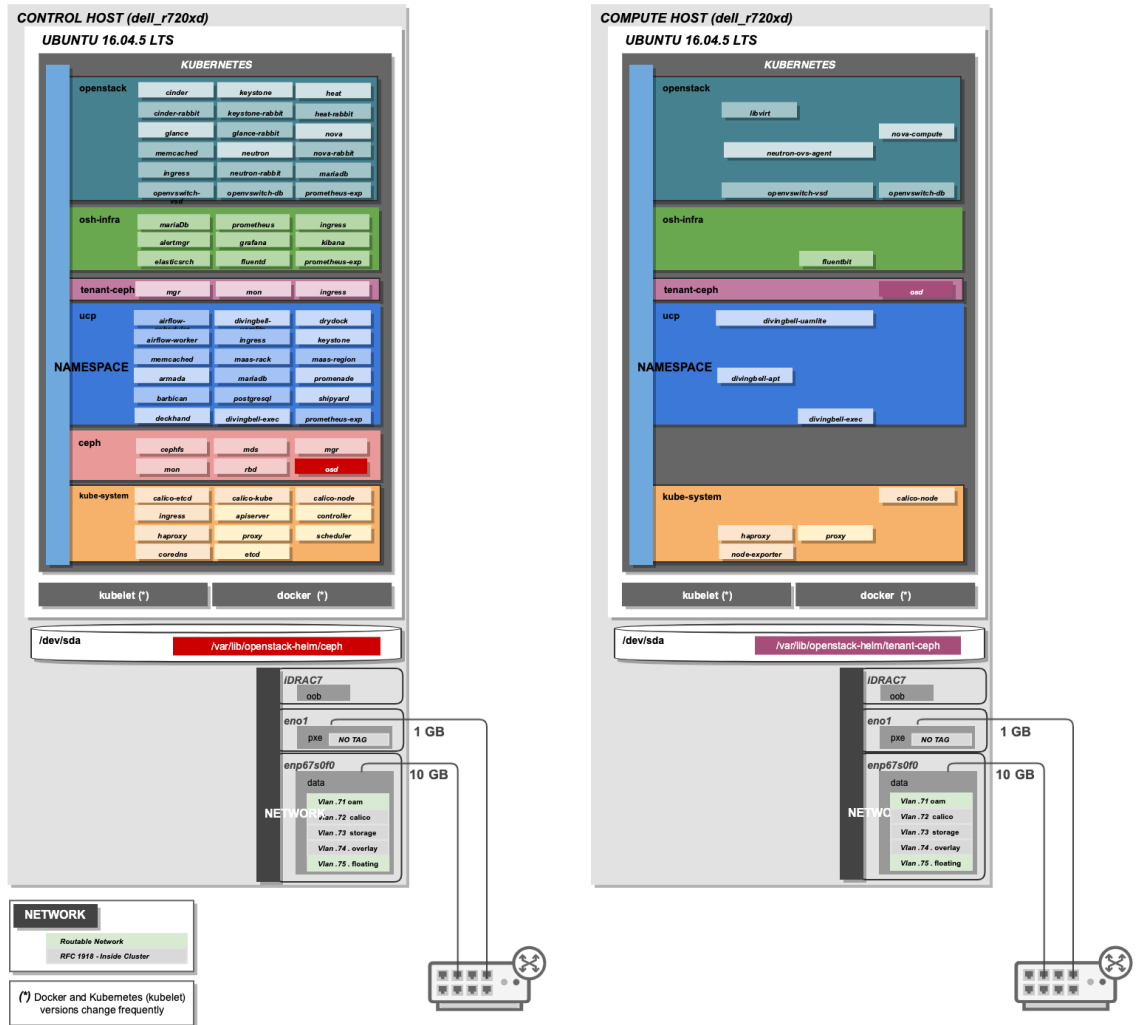 CONTROL HOST (dell_r720xd)
UBUNTU 16.04.5 LTS
KUBERNETES
NAMESPACE
openstack
cinder keystone heat
cinder-rabbit keystone-rabbit heat-rabbit
glance glance-rabbit nova
memcached neutron nova-rabbit
ingress neutron-rabbit mariadb
openvswitch-vsd openvswitch-db prometheus-exp
osh-infra
mariaDb prometheus ingress
alertmgr grafana kibana
elasticsrch fluentd prometheus-exp
tenant-ceph
mgr mon ingress
ucp
airflow- divingbell- drydock
airflow-worker ingress keystone
memcached maas-rack maas-region
armada mariadb promenade
barbican postgresql shipyard
deckhand divingbell-exec prometheus-exp
ceph
cephfs mds mgr
mon rbd osd
kube-system
calico-etcd calico-kube calico-node
ingress apiserver controller
haproxy proxy scheduler
coredns etcd
kubelet (*) docker (*)
/dev/sda
/var/lib/openstack-helm/ceph
NETWORK
iDRAC7
oob
eno1
pxe NO TAG
1 GB
enp67s0f0
10 GB
data
Vlan .71 oam
Vlan .72 calico
Vlan .73 storage
Vlan .74 . overlay
Vlan .75 . floating
COMPUTE HOST (dell_r720xd)
UBUNTU 16.04.5 LTS
KUBERNETES
NAMESPACE
openstack
libvirt
nova-compute
neutron-ovs-agent
openvswitch-vsd openvswitch-db
osh-infra
fluentbit
tenant-ceph
osd
ucp
divingbell-uamlite
divingbell-apt
divingbell-exec
kube-system
calico-node
haproxy proxy
node-exporter
kubelet (*) docker (*)
/dev/sda
/var/lib/openstack-helm/tenant-ceph
NETWO
iDRAC7
oob
eno1
pxe NO TAG
1 GB
enp67s0f0
10 GB
data
Vlan .71 oam
Vlan .72 calico
Vlan .73 storage
Vlan .74 . overlay
Vlan .75 . floating
NETWORK
Routable Network
RFC 1918 - Inside Cluster
(*) Docker and Kubernetes (kubelet)
versions change frequently